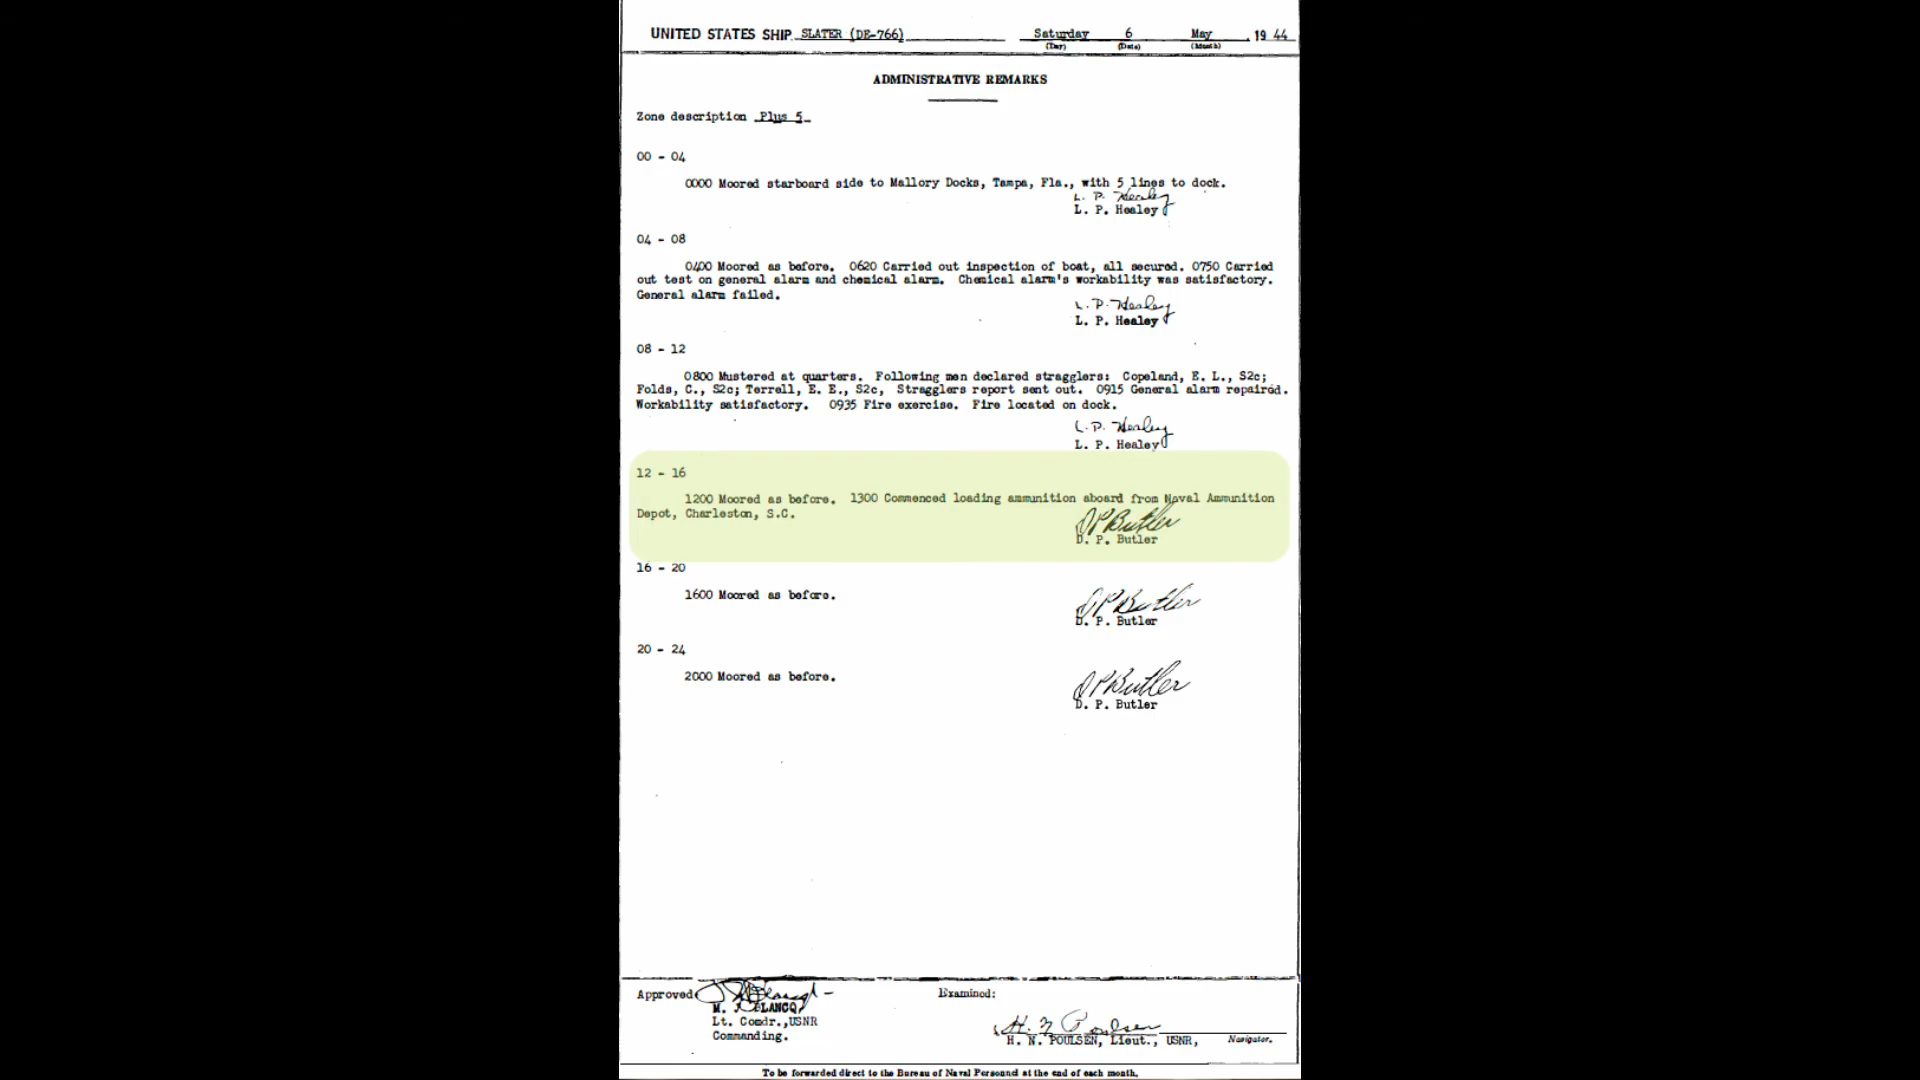 UNITED STATES SHIP SLATER (DE-766) Saturday 6 May , 19 44
(Day) (Date) (Month)
ADMINISTRATIVE REMARKS
Zone description Plus 5
00 - 04
0000 Moored starboard side to Mallory Docks, Tampa, Fla., with 5 lines to dock.
L. P. Healey
L. P. Healey
04 - 08
0400 Moored as before. 0620 Carried out inspection of boat, all secured. 0750 Carried
out test on general alarm and chemical alarm. Chemical alarm's workability was satisfactory.
General alarm failed.
L. P. Healey
L. P. Healey
08 - 12
0800 Mustered at quarters. Following men declared stragglers: Copeland, E. L., S2c;
Folds, C., S2c; Terrell, E. E., S2c, Stragglers report sent out. 0915 General alarm repaired.
Workability satisfactory. 0935 Fire exercise. Fire located on dock.
L. P. Healey
L. P. Healey
12 - 16
1200 Moored as before. 1300 Commenced loading ammunition aboard from Naval Ammunition
Depot, Charleston, S.C.
D P Butler
D. P. Butler
16 - 20
1600 Moored as before.
D P Butler
D. P. Butler
20 - 24
2000 Moored as before.
D P Butler
D. P. Butler
Approved: Examined:
M. J. BLANCQ,
Lt. Comdr., USNR
Commanding.
H. N. Poulsen
H. N. POULSEN, Lieut., USNR, Navigator.
To be forwarded direct to the Bureau of Naval Personnel at the end of each month.